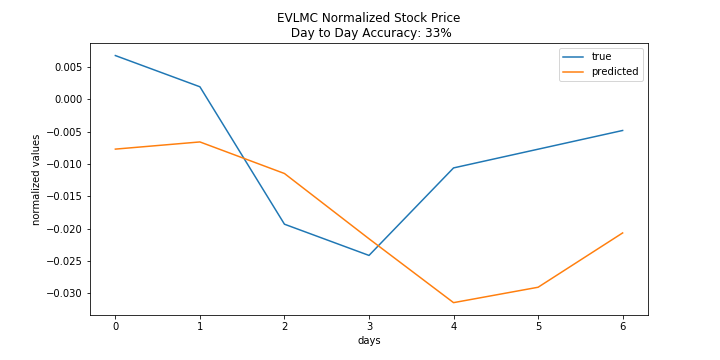 EVLMC Normalized Stock Price
Day to Day Accuracy: 33%
true
predicted
normalized values
0.005
0.000
−0.005
−0.010
−0.015
−0.020
−0.025
−0.030
0 1 2 3 4 5 6
days